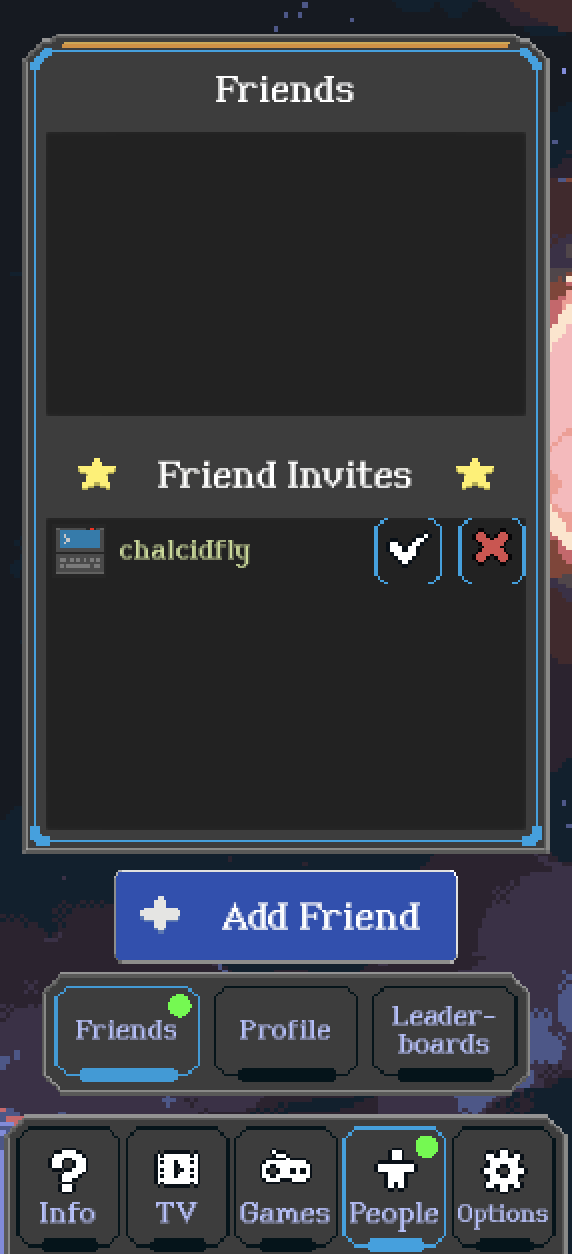 Friends
Friend Invites
chalcidfly
Add Friend
Friends
Profile
Leader-
boards
Info
TV
Games
People
Options